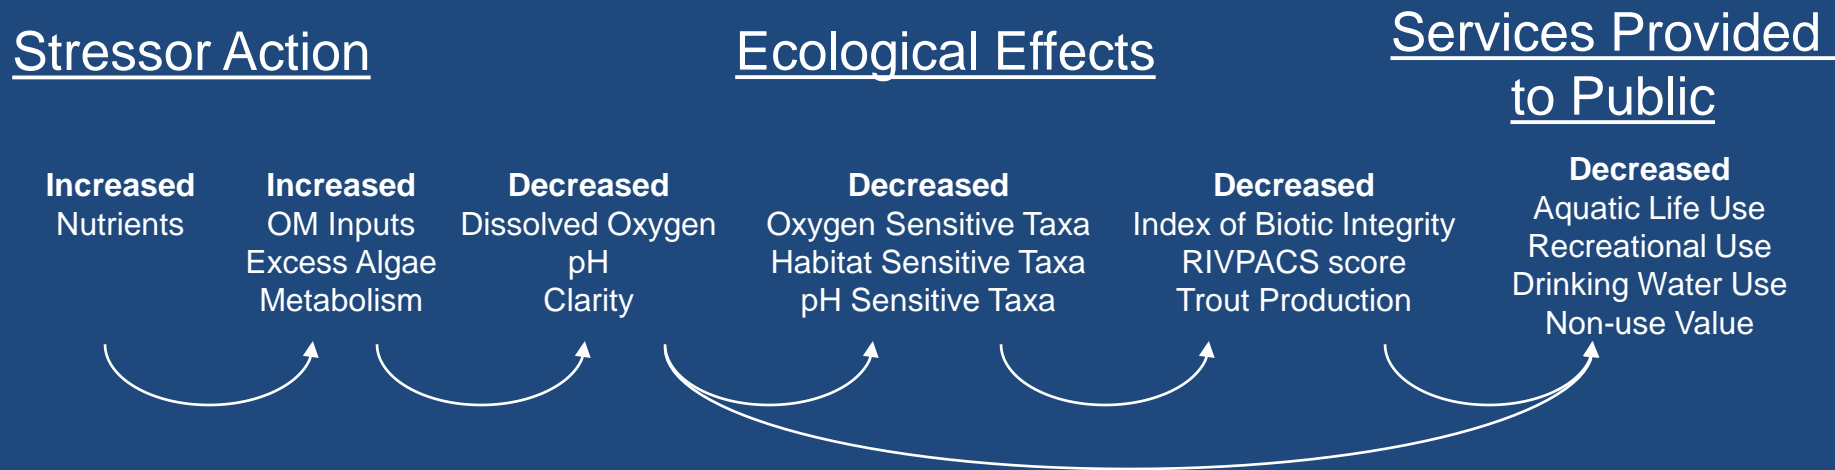 Stressor Action
Ecological Effects
Services Provided
to Public
Increased
Nutrients
Increased
OM Inputs
Excess Algae
Metabolism
Decreased
Dissolved Oxygen
pH
Clarity
Decreased
Oxygen Sensitive Taxa
Habitat Sensitive Taxa
pH Sensitive Taxa
Decreased
Index of Biotic Integrity
RIVPACS score
Trout Production
Decreased
Aquatic Life Use
Recreational Use
Drinking Water Use
Non-use Value